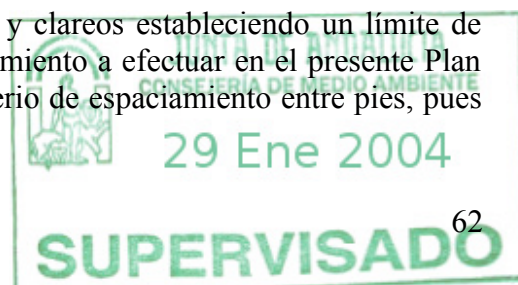 y clareos estableciendo un límite de
JUNTA DE ANDALUCIA
miento a efectuar en el presente Plan
CONSEJERÍA DE MEDIO AMBIENTE
erio de espaciamiento entre pies, pues
29 Ene 2004
62
SUPERVISADO